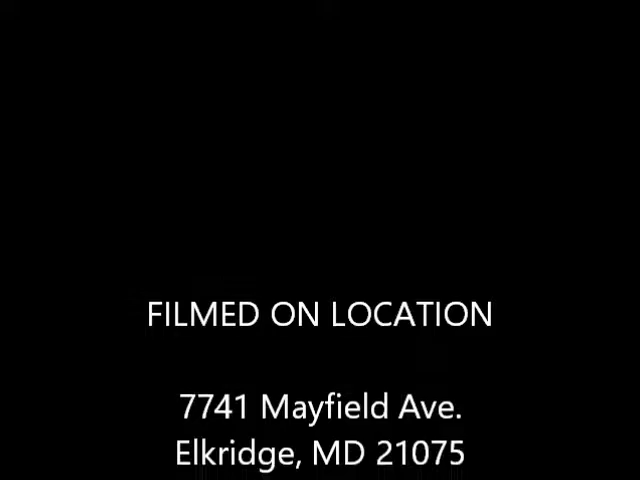 FILMED ON LOCATION
7741 Mayfield Ave.
Elkridge, MD 21075